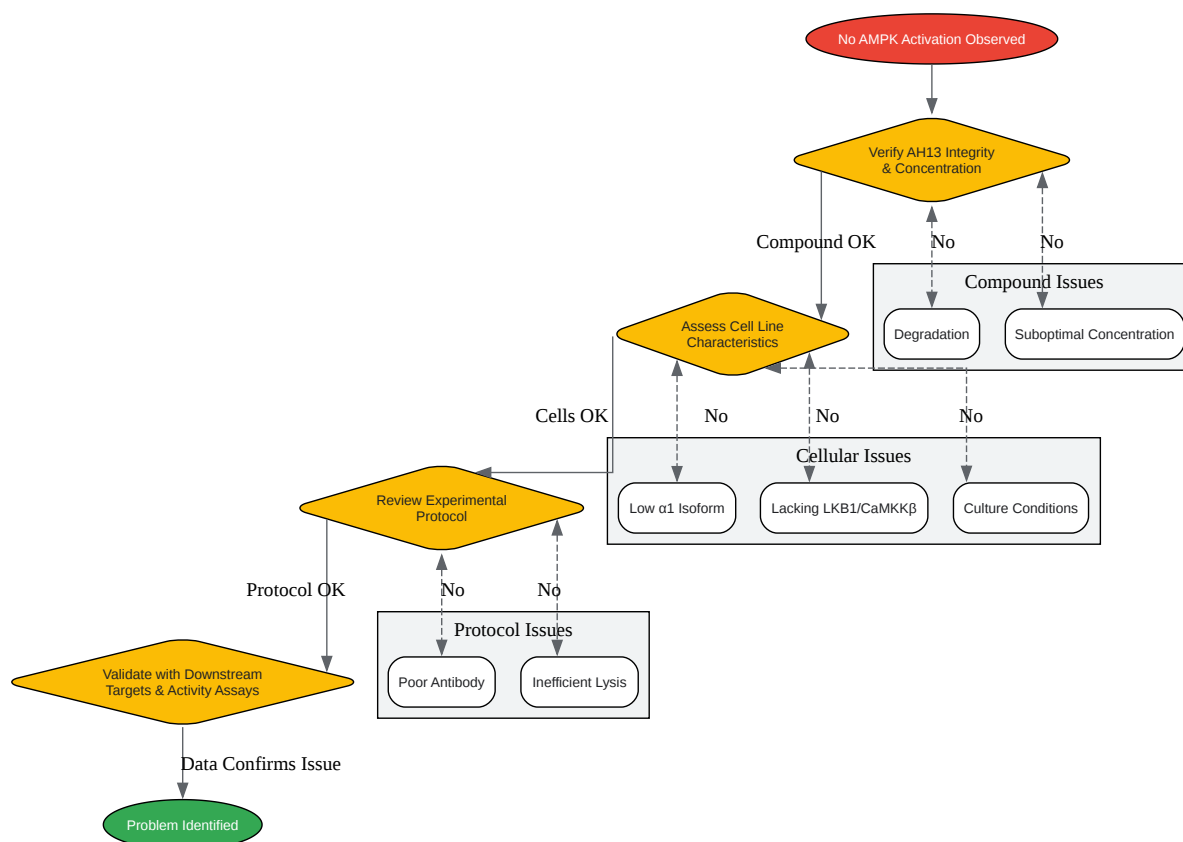 No AMPK Activation Observed
Verify AH13 Integrity
& Concentration
Compound OK
No
No
Compound Issues
Degradation
Suboptimal Concentration
Assess Cell Line
Characteristics
Cells OK
No
No
No
Cellular Issues
Low α1 Isoform
Lacking LKB1/CaMKKβ
Culture Conditions
Review Experimental
Protocol
Protocol OK
No
No
Protocol Issues
Poor Antibody
Inefficient Lysis
Validate with Downstream
Targets & Activity Assays
Data Confirms Issue
Problem Identified